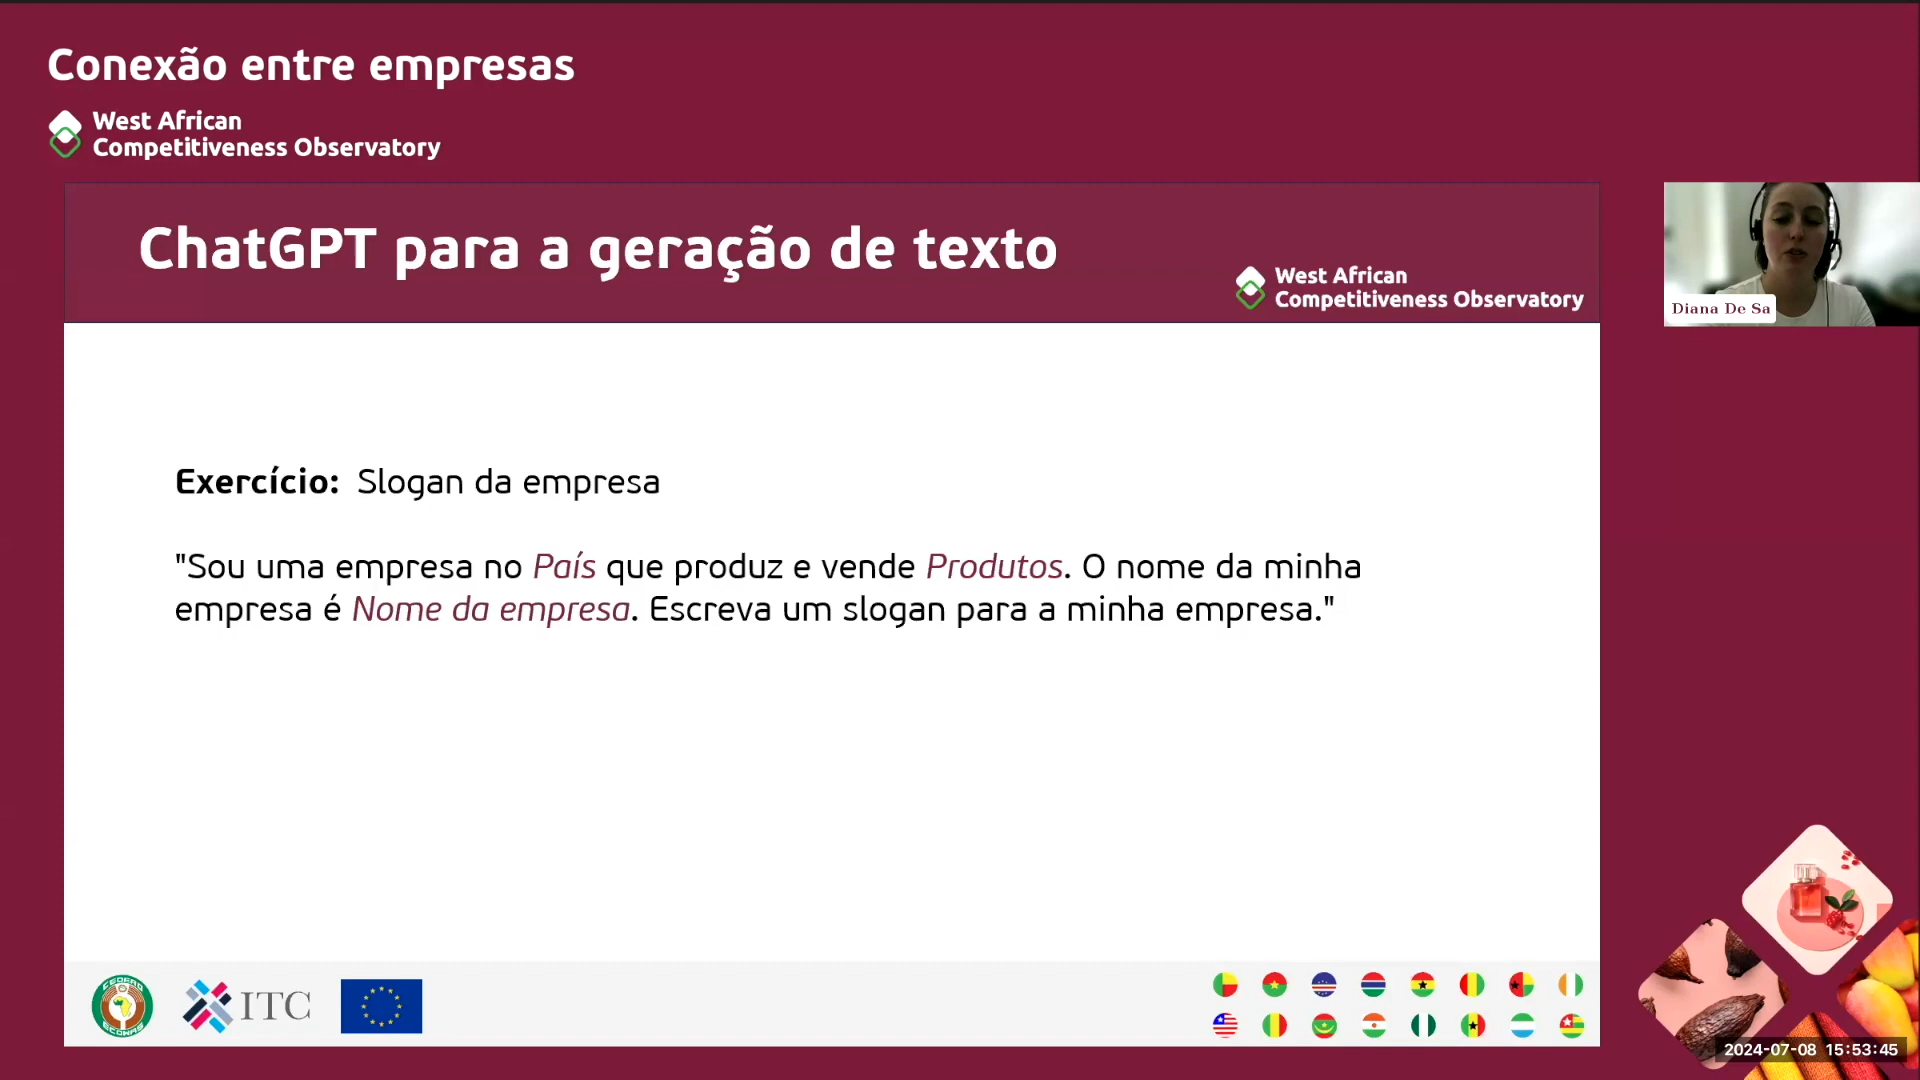 Conexão entre empresas
West African
Competitiveness Observatory
ChatGPT para a geração de texto
West African
Competitiveness Observatory
Diana De Sa
Exercício: Slogan da empresa
"Sou uma empresa no País que produz e vende Produtos. O nome da minha
empresa é Nome da empresa. Escreva um slogan para a minha empresa."
CEDEAO
ECOWAS
ITC
2024-07-08 15:53:45